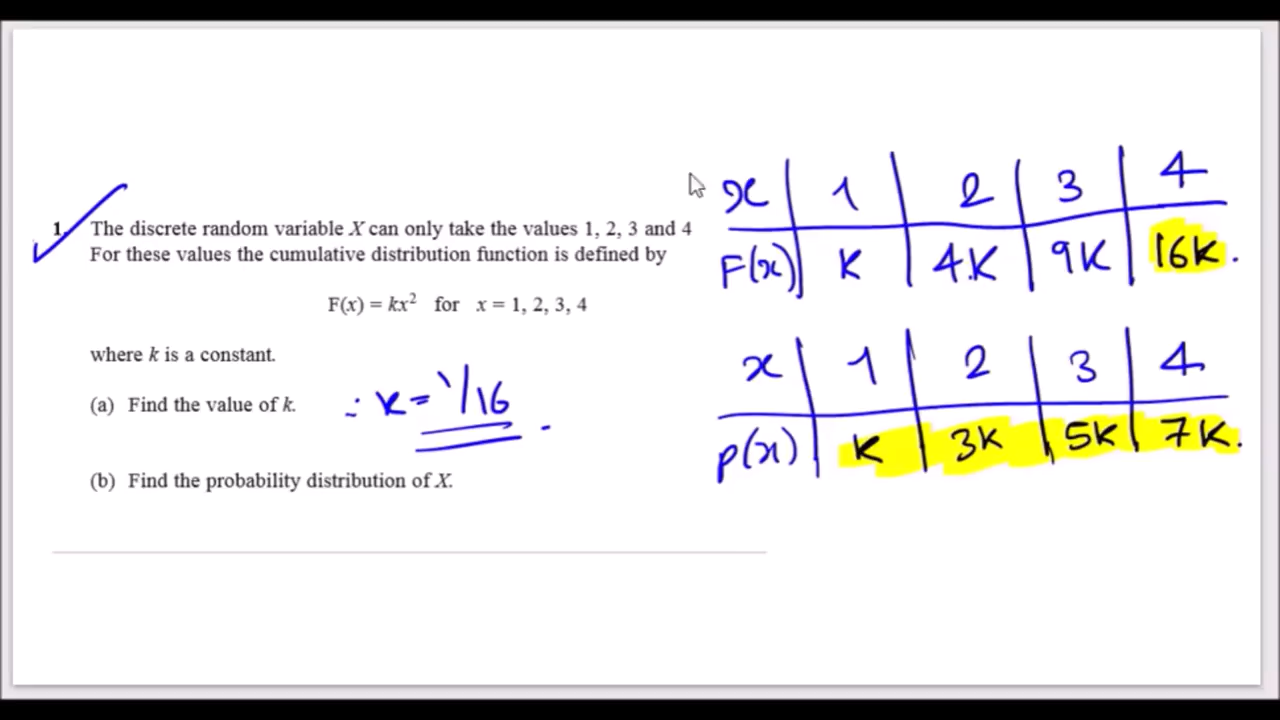 1. The discrete random variable X can only take the values 1, 2, 3 and 4
For these values the cumulative distribution function is defined by
F(x) = kx² for x = 1, 2, 3, 4
where k is a constant.
(a) Find the value of k.
∴ K = 1/16
(b) Find the probability distribution of X.
x 1 2 3 4
F(x) K 4K 9K 16K.
x 1 2 3 4
p(x) K 3K 5K 7K.